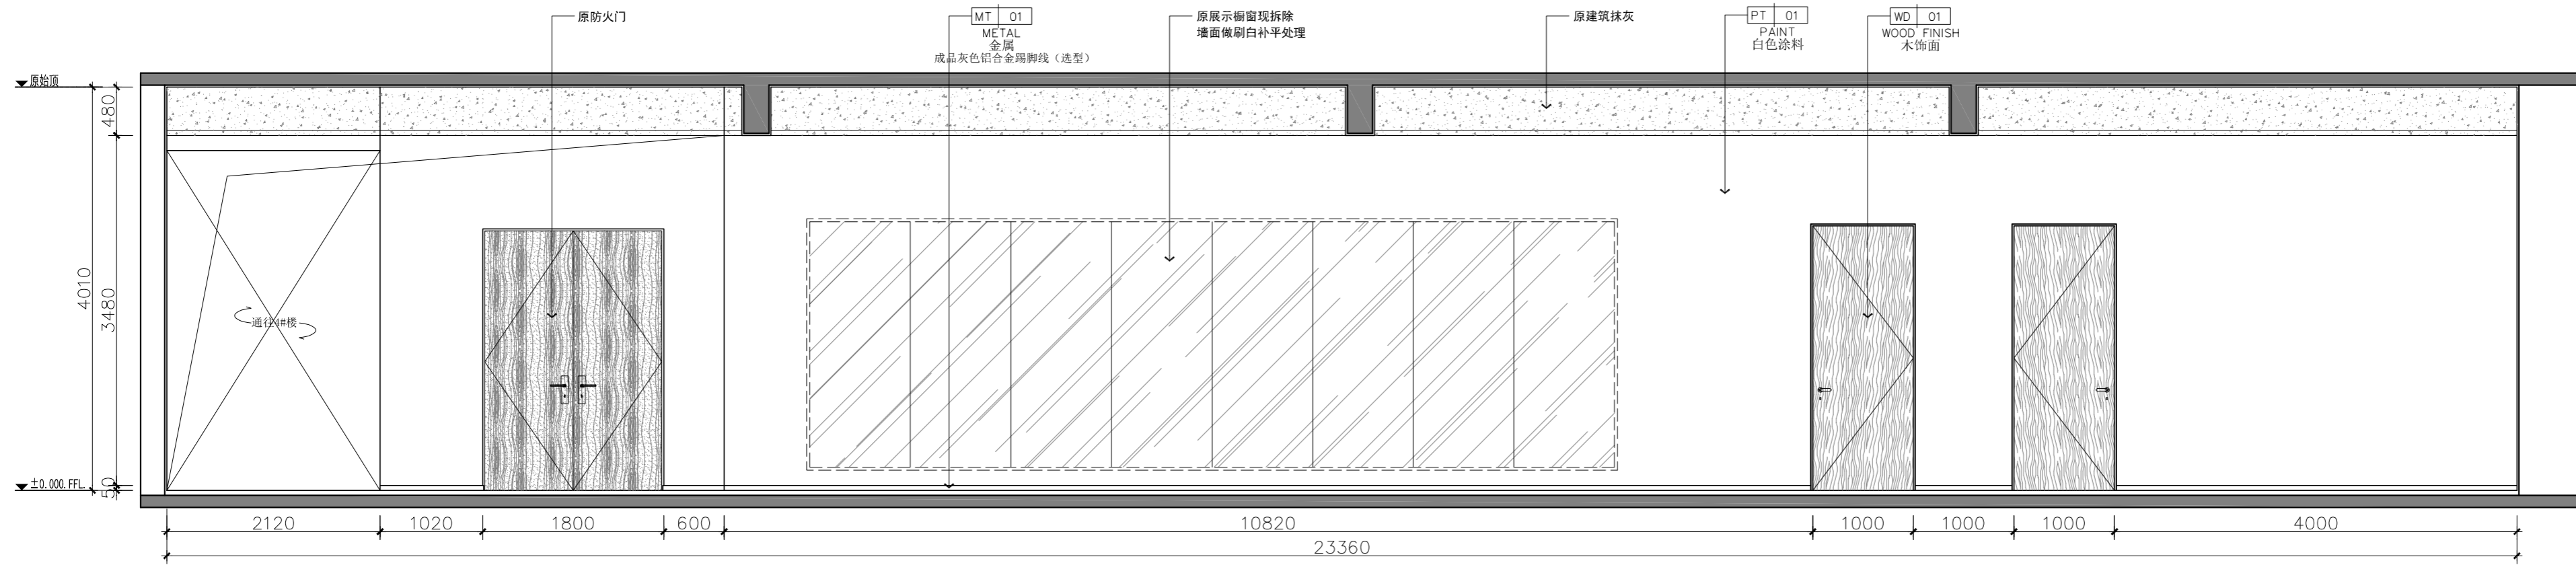 原防火门
MT 01
METAL
金属
成品灰色铝合金踢脚线（选型）
原展示橱窗现拆除
墙面做刷白补平处理
原建筑抹灰
PT 01
PAINT
白色涂料
WD 01
WOOD FINISH
木饰面
原始顶
480
4010
3480
通往4#楼
±0.000 FFL.
50
2120
1020
1800
600
10820
1000
1000
1000
4000
23360